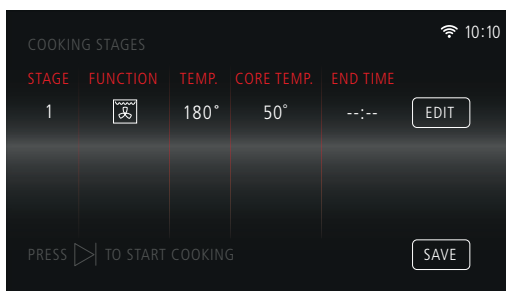 10:10
COOKING STAGES
STAGE FUNCTION TEMP. CORE TEMP. END TIME
1 180° 50° --:-- EDIT
PRESS TO START COOKING
SAVE